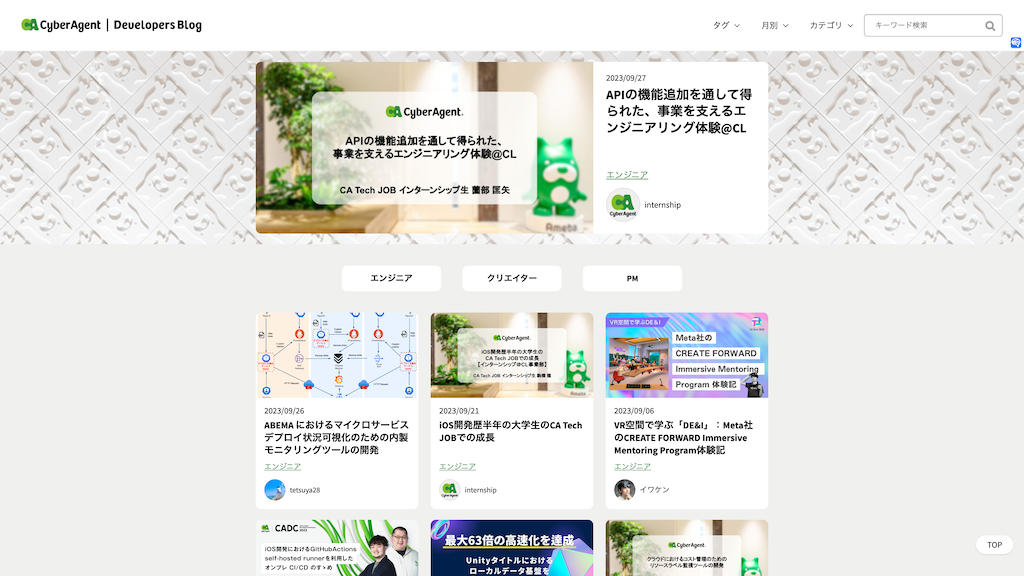 CyberAgent | Developers Blog
タグ
月別
カテゴリ
キーワード検索
CyberAgent.
APIの機能追加を通して得られた、
事業を支えるエンジニアリング体験@CL
CA Tech JOB インターンシップ生 薗部 匡矢
Ameba
2023/09/27
APIの機能追加を通して得
られた、事業を支えるエ
ンジニアリング体験@CL
エンジニア
CyberAgent
internship
エンジニア
クリエイター
PM
2023/09/26
ABEMA におけるマイクロサービス
デプロイ状況可視化のための内製
モニタリングツールの開発
エンジニア
tetsuya28
CyberAgent.
iOS開発歴半年の大学生の
CA Tech JOBでの成長
【インターンシップ@CL事業部】
2023/09/21
iOS開発歴半年の大学生のCA Tech
JOBでの成長
エンジニア
internship
VR空間で学ぶDE&I
Meta社の
CREATE FORWARD
Immersive Mentoring
Program 体験記
2023/09/06
VR空間で学ぶ「DE&I」：Meta社
のCREATE FORWARD Immersive
Mentoring Program体験記
エンジニア
イワケン
CADC
iOS開発におけるGitHubActions
self-hosted runnerを利用した
オンプレ CI/CD のすゝめ
最大63倍の高速化を達成
Unityタイトルにおける
ローカルデータ基盤を
CyberAgent.
クラウドにおけるコスト管理のための
リソースラベル監視ツールの開発
TOP